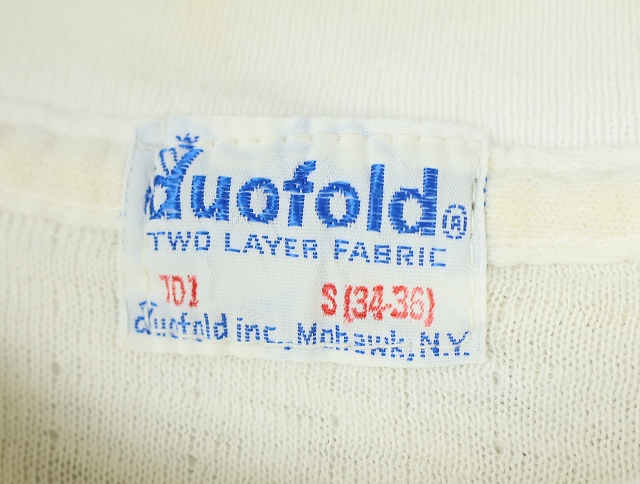 duofold®
TWO LAYER FABRIC
701 S (34-36)
duofold inc., Mohawk, N.Y.